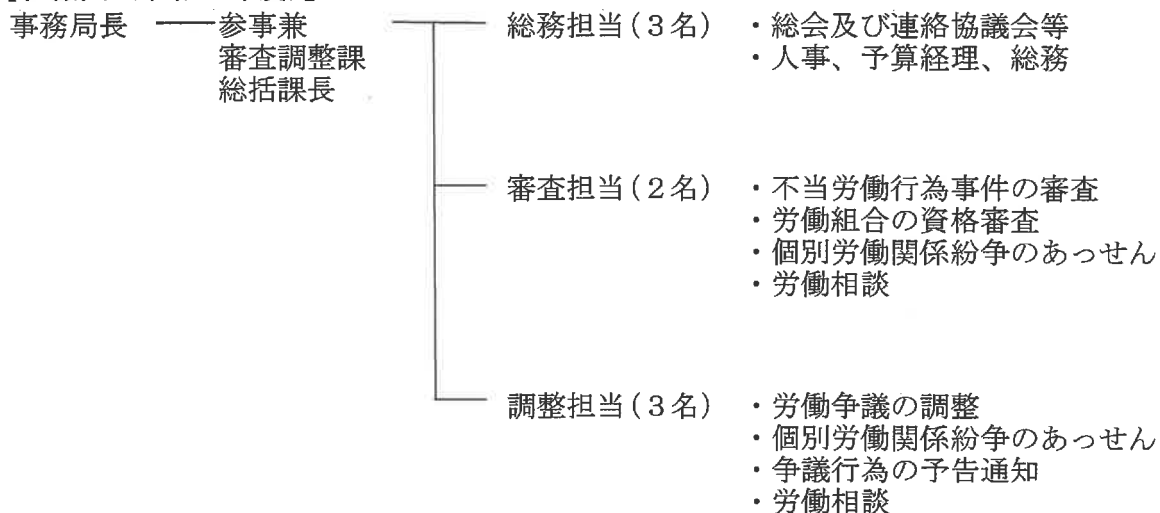 事務局長 参事兼 総務担当(3名) ・総会及び連絡協議会等
審査調整課 ・人事、予算経理、総務
総括課長
審査担当(2名) ・不当労働行為事件の審査
・労働組合の資格審査
・個別労働関係紛争のあっせん
・労働相談
調整担当(3名) ・労働争議の調整
・個別労働関係紛争のあっせん
・争議行為の予告通知
・労働相談